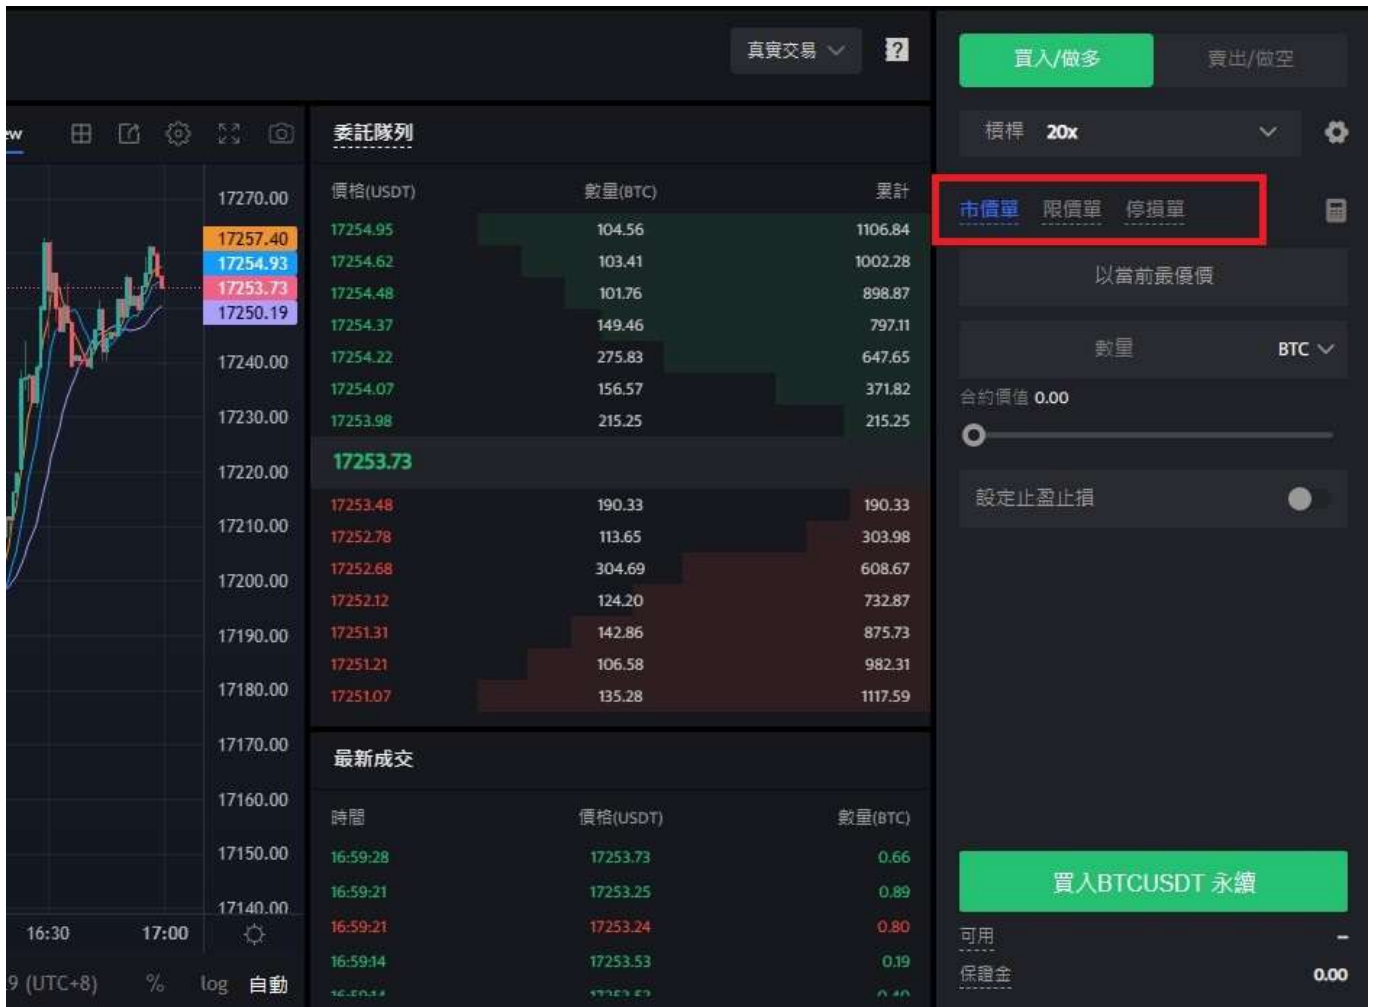 真實交易
ew
17270.00
17257.40
17254.93
17253.73
17250.19
17240.00
17230.00
17220.00
17210.00
17200.00
17190.00
17180.00
17170.00
17160.00
17150.00
17140.00
16:30 17:00
9 (UTC+8) % log 自動
委託隊列
價格(USDT) 數量(BTC) 累計
17254.95 104.56 1106.84
17254.62 103.41 1002.28
17254.48 101.76 898.87
17254.37 149.46 797.11
17254.22 275.83 647.65
17254.07 156.57 371.82
17253.98 215.25 215.25
17253.73
17253.48 190.33 190.33
17252.78 113.65 303.98
17252.68 304.69 608.67
17252.12 124.20 732.87
17251.31 142.86 875.73
17251.21 106.58 982.31
17251.07 135.28 1117.59
最新成交
時間 價格(USDT) 數量(BTC)
16:59:28 17253.73 0.66
16:59:21 17253.25 0.89
16:59:21 17253.24 0.80
16:59:14 17253.53 0.19
買入/做多 賣出/做空
槓桿 20x
市價單 限價單 停損單
以當前最優價
數量 BTC
合約價值 0.00
設定止盈止損
買入BTCUSDT 永續
可用 --
保證金 0.00